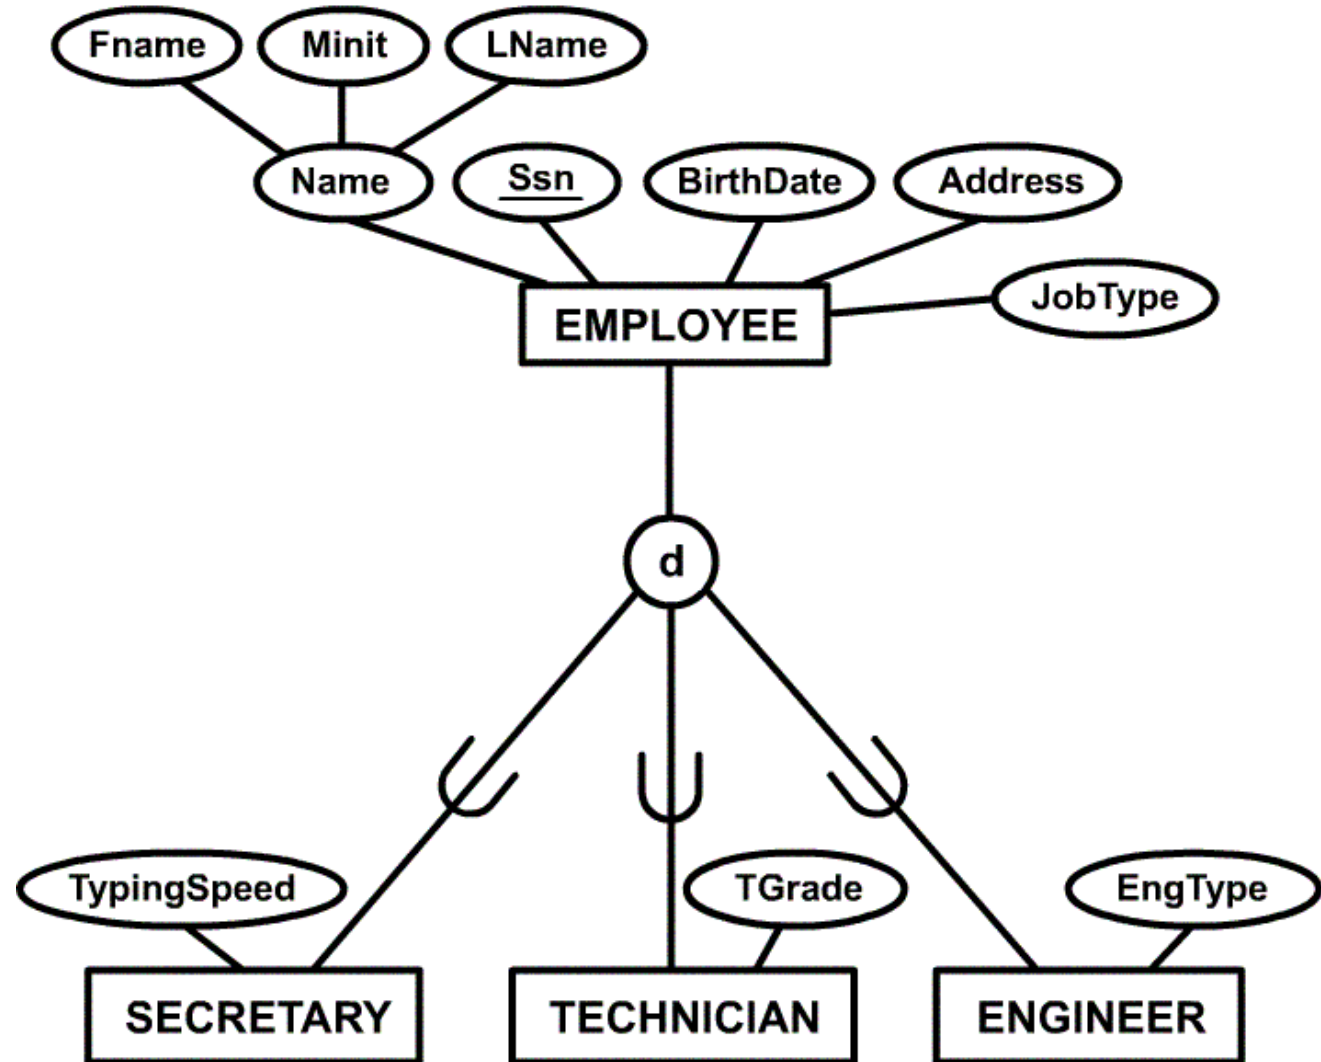 Fname Minit LName
Name Ssn BirthDate Address
JobType
EMPLOYEE
d
TypingSpeed TGrade EngType
SECRETARY TECHNICIAN ENGINEER